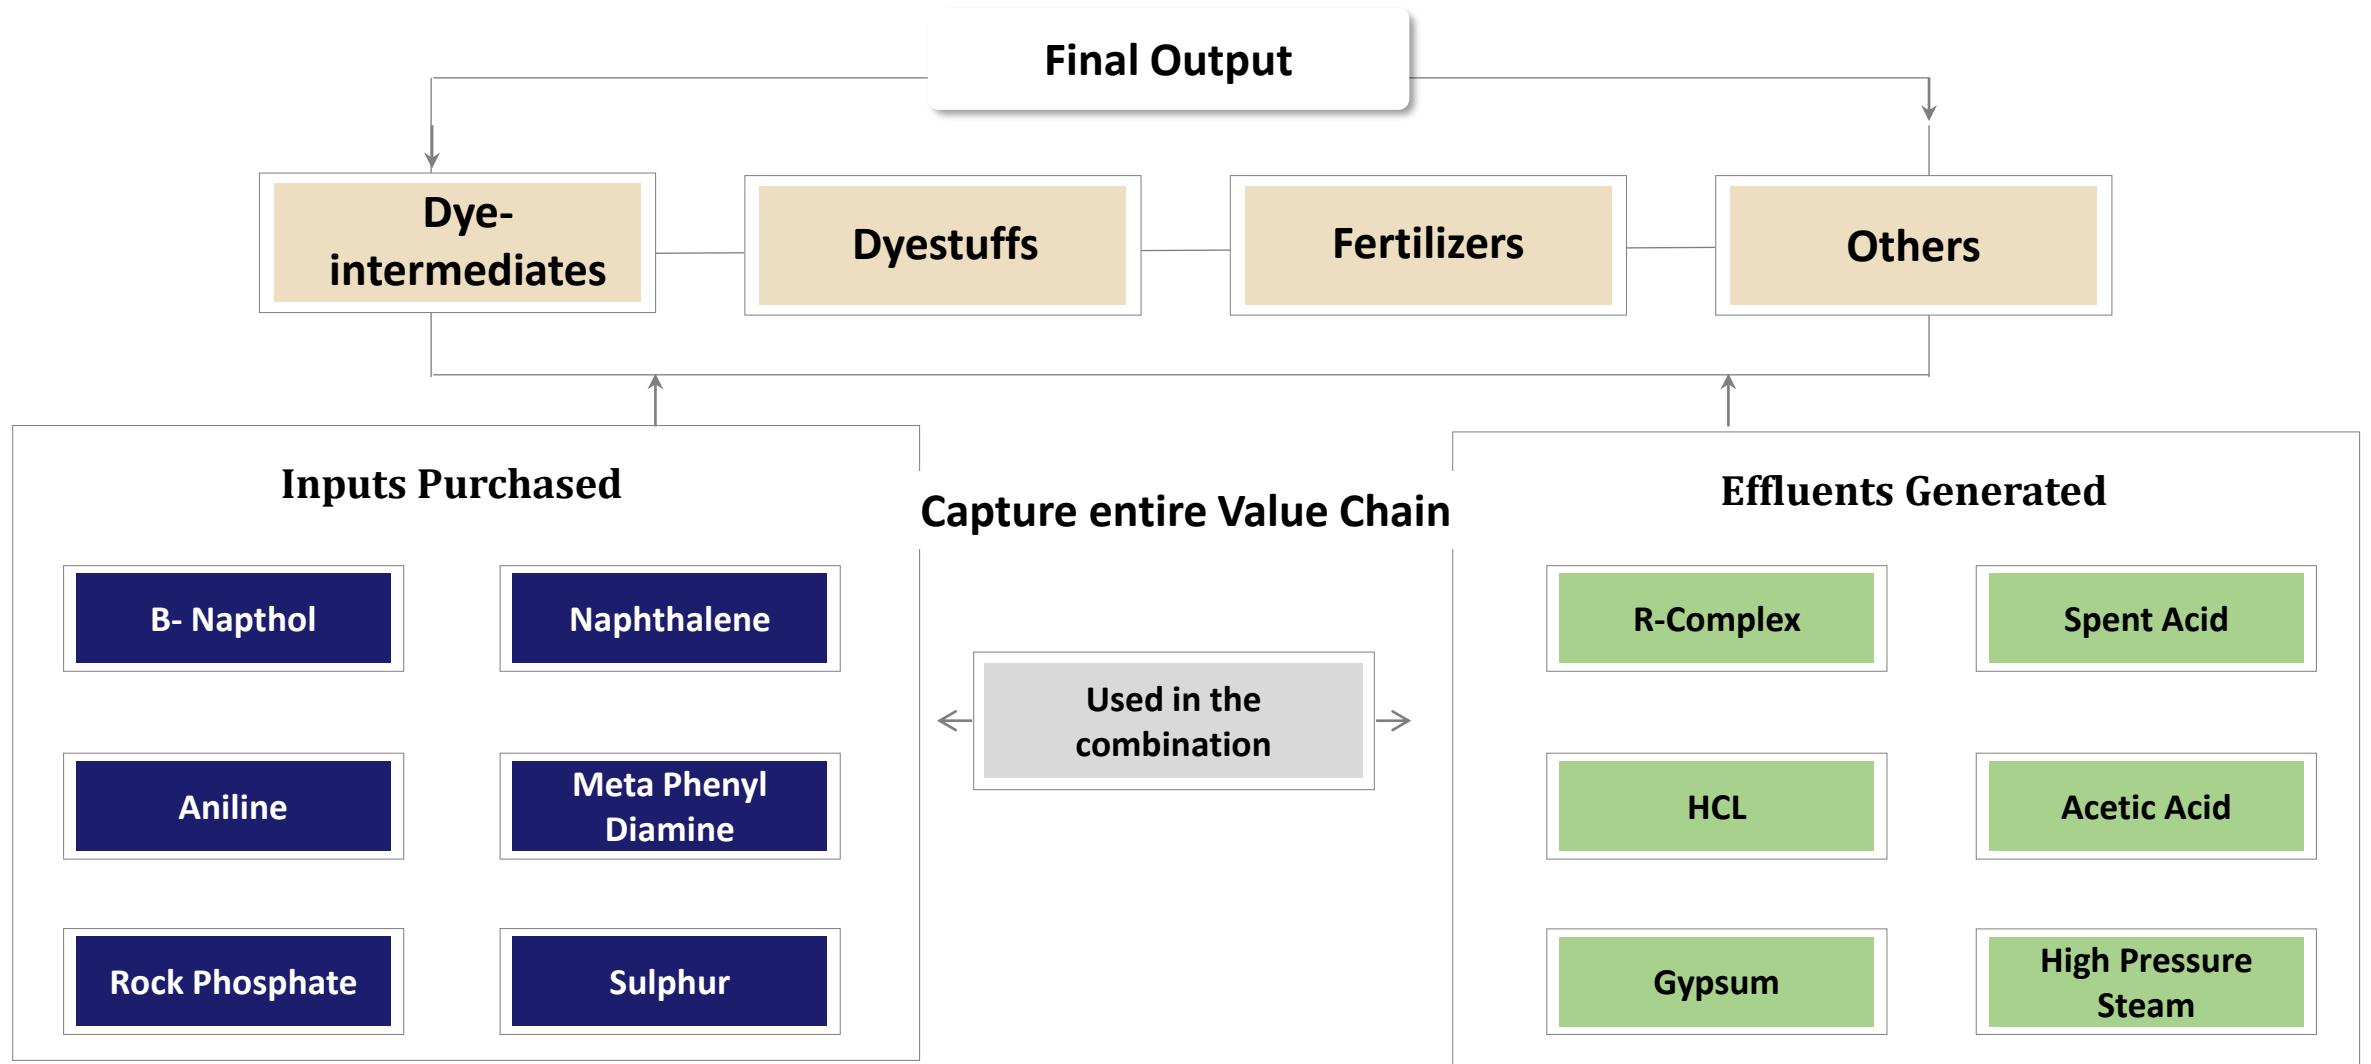 Final Output
Dye-
intermediates
Dyestuffs
Fertilizers
Others
Inputs Purchased
Capture entire Value Chain
Effluents Generated
B- Napthol
Naphthalene
Aniline
Meta Phenyl
Diamine
Rock Phosphate
Sulphur
Used in the
combination
R-Complex
Spent Acid
HCL
Acetic Acid
Gypsum
High Pressure
Steam